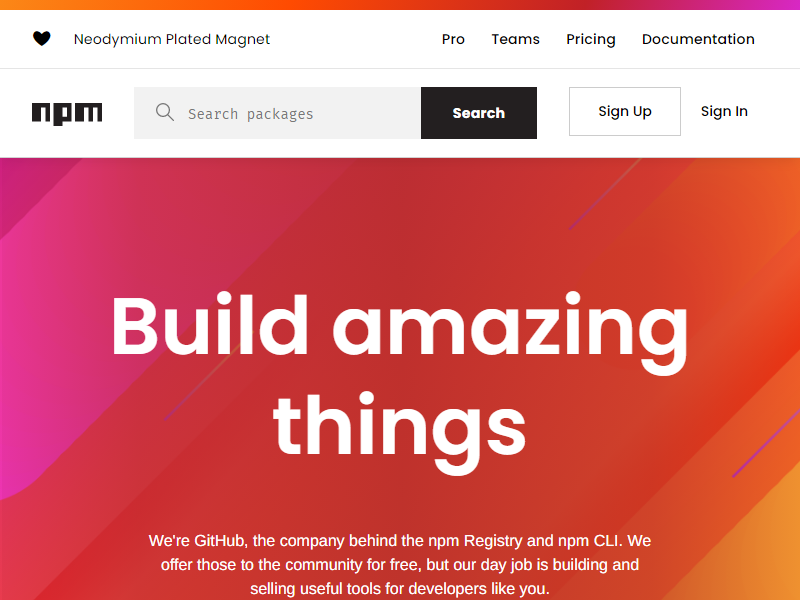 Neodymium Plated Magnet Pro Teams Pricing Documentation
npm Search packages Search Sign Up Sign In
Build amazing
things
We're GitHub, the company behind the npm Registry and npm CLI. We
offer those to the community for free, but our day job is building and
selling useful tools for developers like you.